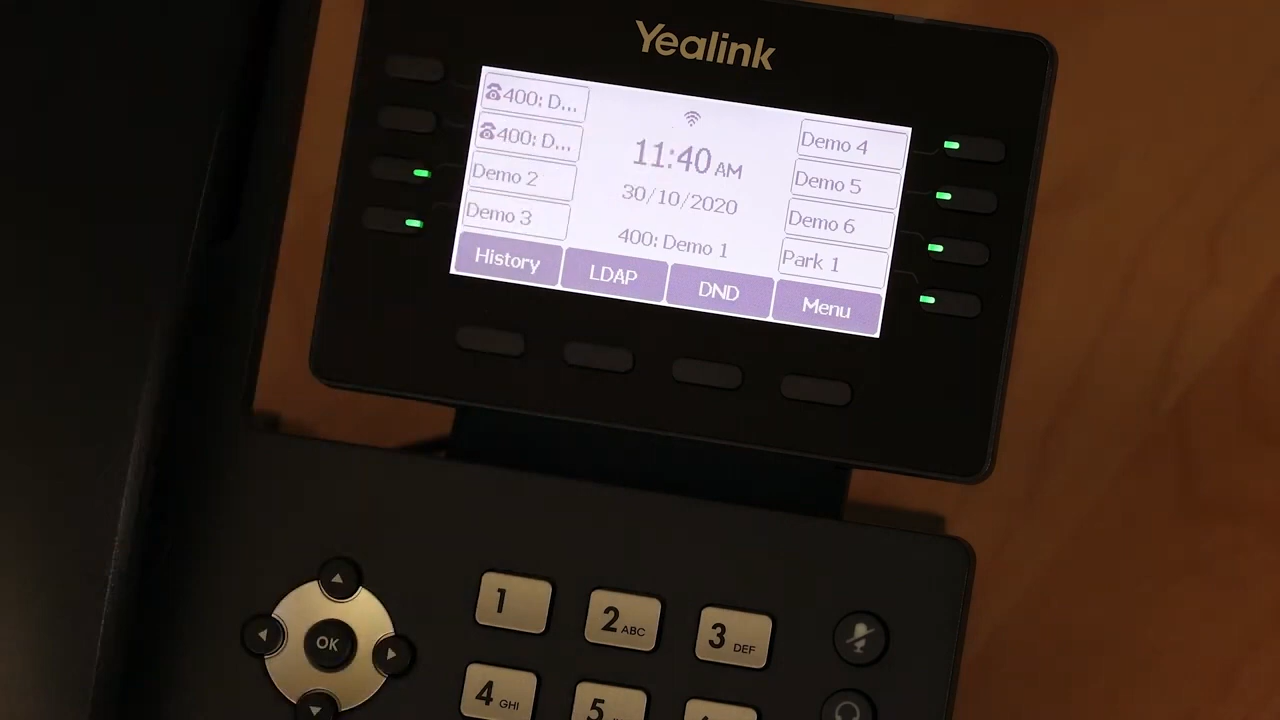 Yealink
400: D...
400: D...
Demo 2
Demo 3
11:40 AM
30/10/2020
400: Demo 1
Demo 4
Demo 5
Demo 6
Park 1
History
LDAP
DND
Menu
OK
1
2 ABC
3 DEF
4 GHI
5